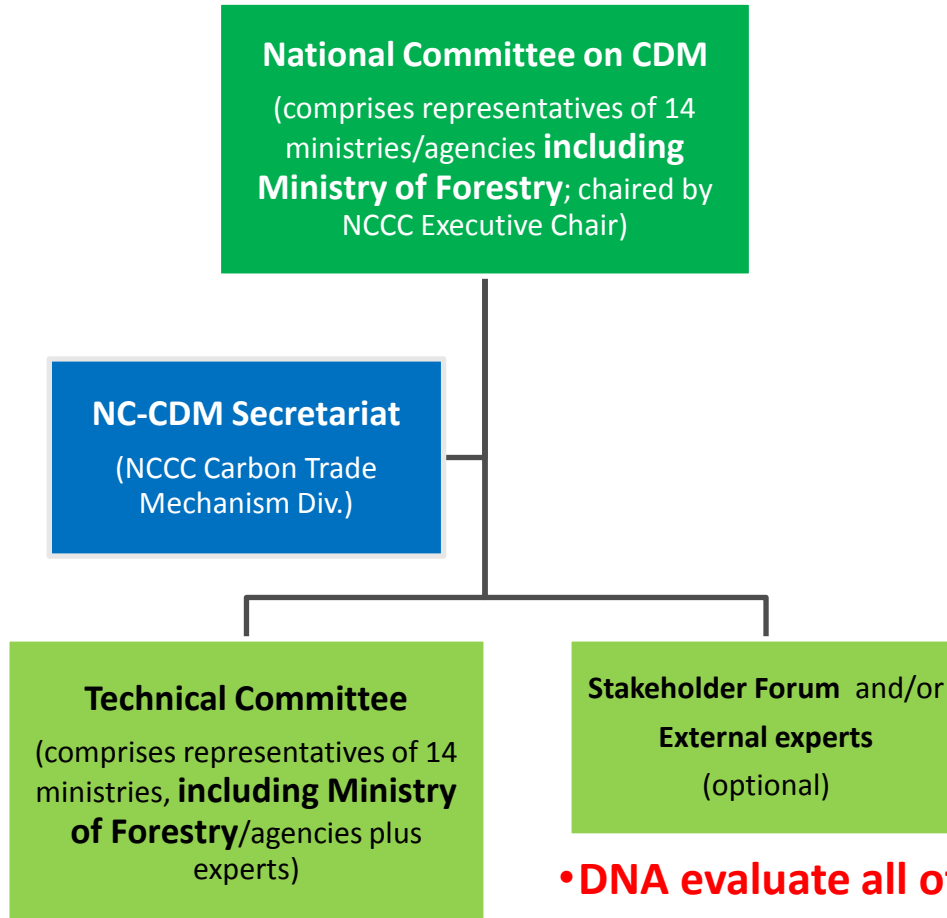 National Committee on CDM
(comprises representatives of 14
ministries/agencies including
Ministry of Forestry; chaired by
NCCC Executive Chair)
NC-CDM Secretariat
(NCCC Carbon Trade
Mechanism Div.)
Technical Committee
(comprises representatives of 14
ministries, including Ministry
of Forestry/agencies plus
experts)
Stakeholder Forum and/or
External experts
(optional)
•DNA evaluate all of